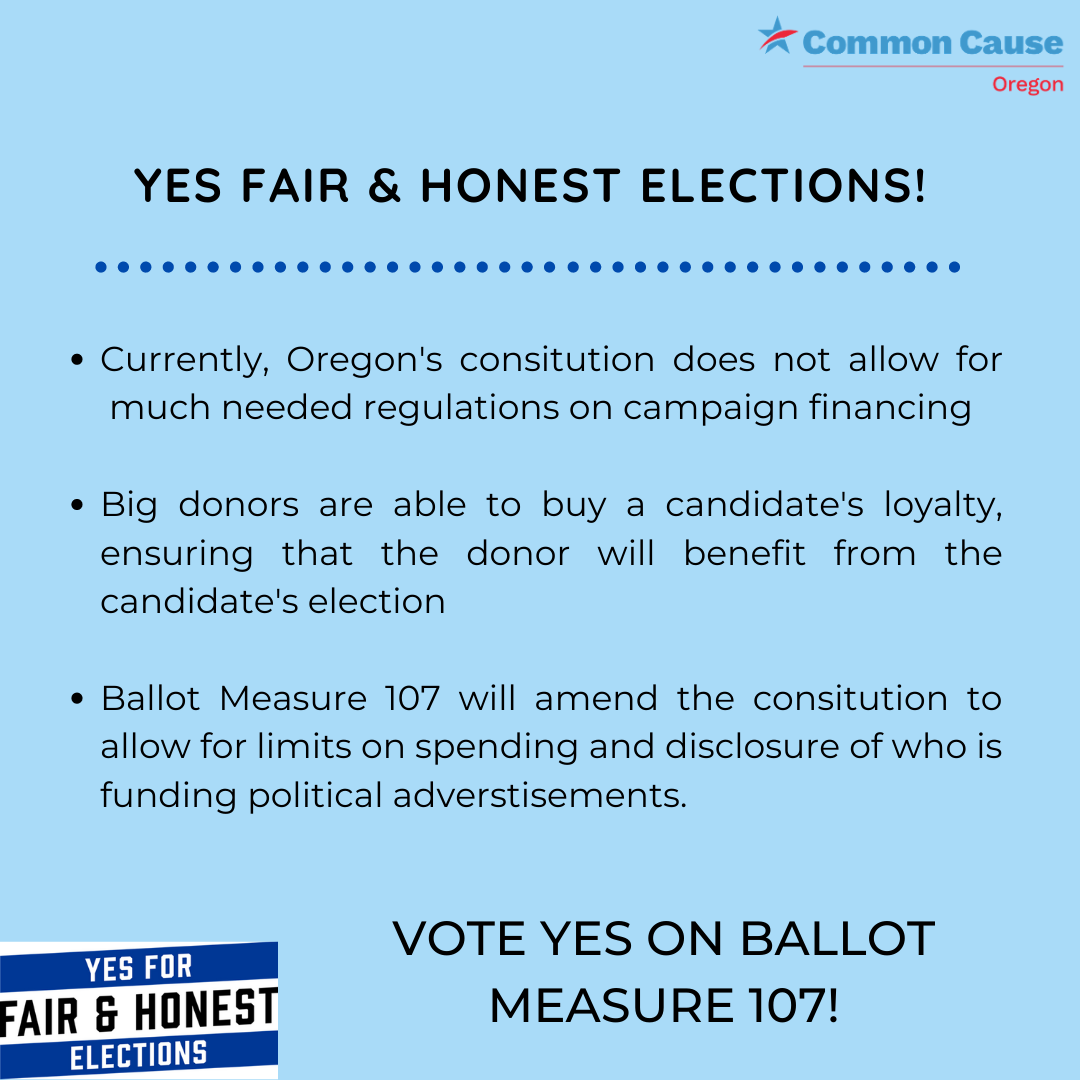 Common Cause
Oregon
YES FAIR & HONEST ELECTIONS!
• Currently, Oregon's consitution does not allow for
much needed regulations on campaign financing
• Big donors are able to buy a candidate's loyalty,
ensuring that the donor will benefit from the
candidate's election
• Ballot Measure 107 will amend the consitution to
allow for limits on spending and disclosure of who is
funding political adverstisements.
VOTE YES ON BALLOT
MEASURE 107!
YES FOR
FAIR & HONEST
ELECTIONS